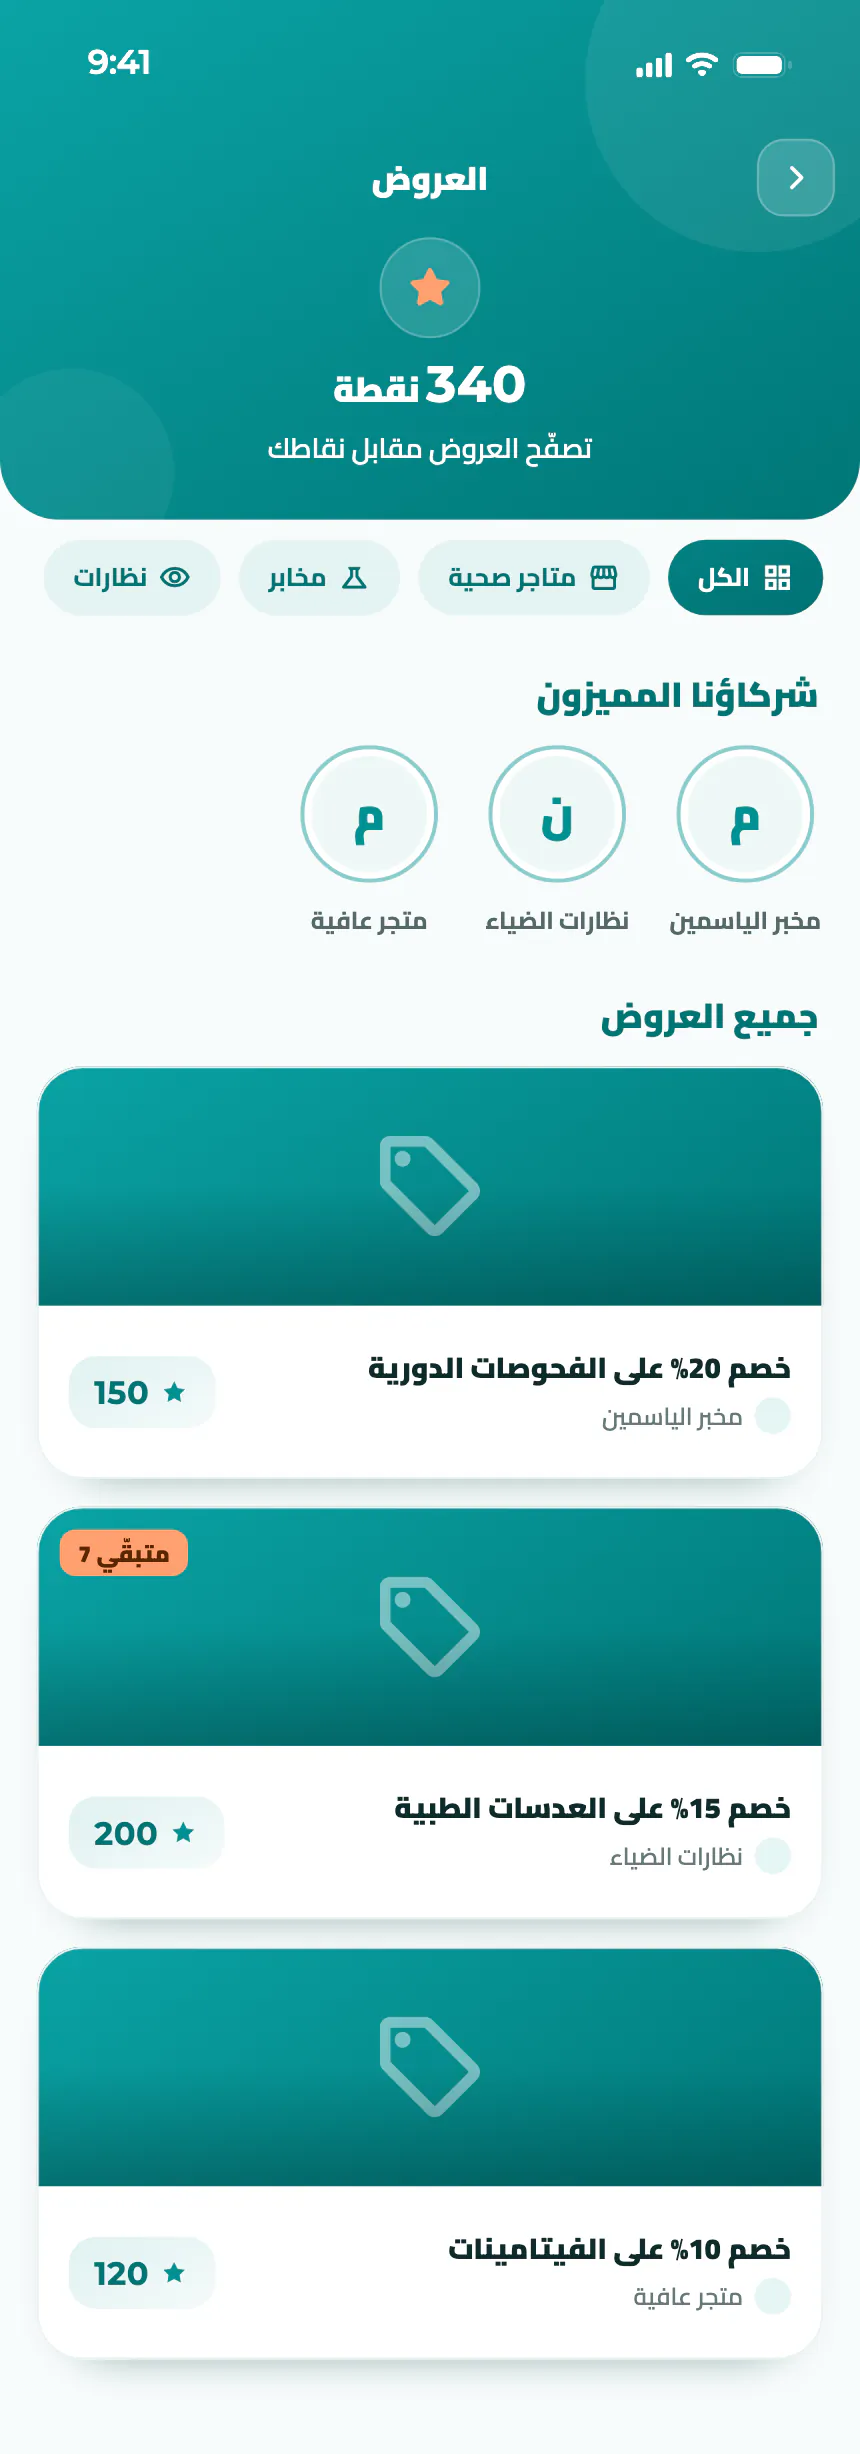 9:41
العروض
340 نقطة
تصفّح العروض مقابل نقاطك
الكل
متاجر صحية
مخابر
نظارات
شركاؤنا المميزون
م
ن
م
مخبر الياسمين
نظارات الضياء
متجر عافية
جميع العروض
خصم 20% على الفحوصات الدورية
مخبر الياسمين
150
متبقّي 7
خصم 15% على العدسات الطبية
نظارات الضياء
200
خصم 10% على الفيتامينات
متجر عافية
120